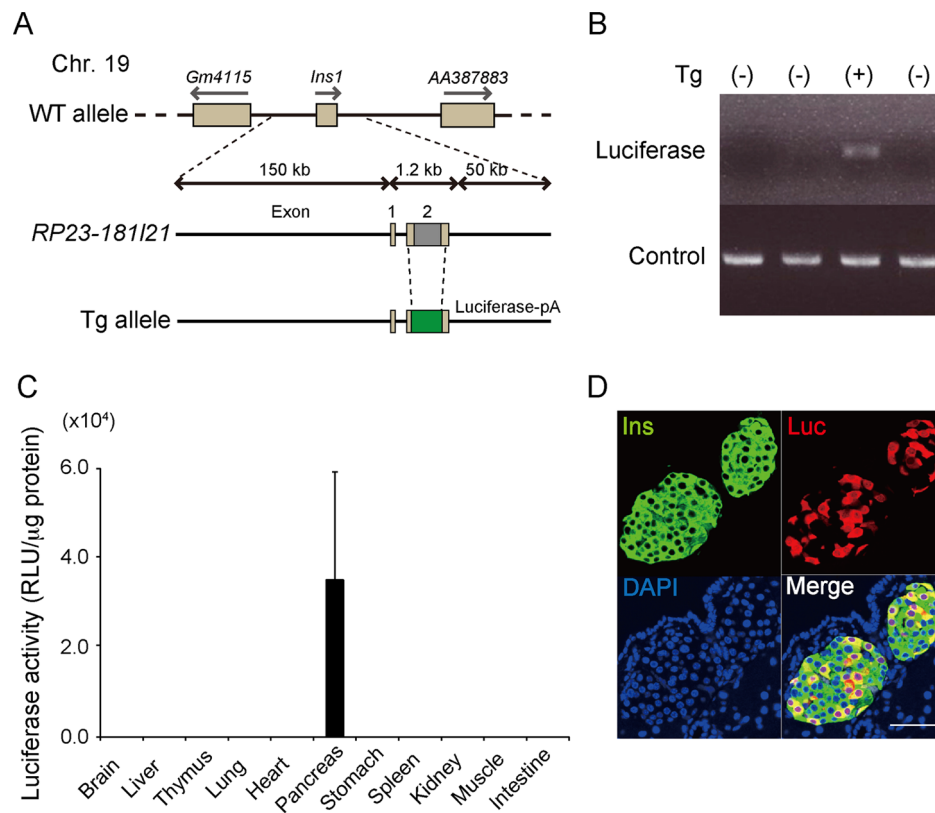 A
Chr. 19
Gm4115
Ins1
AA387883
WT allele
150 kb
1.2 kb
50 kb
Exon
1
2
RP23-181I21
Luciferase-pA
Tg allele
B
Tg
(-)
(-)
(+)
(-)
Luciferase
Control
C
(x10⁴)
Luciferase activity (RLU/μg protein)
6.0
4.0
2.0
0.0
Brain
Liver
Thymus
Lung
Heart
Pancreas
Stomach
Spleen
Kidney
Muscle
Intestine
D
Ins
Luc
DAPI
Merge